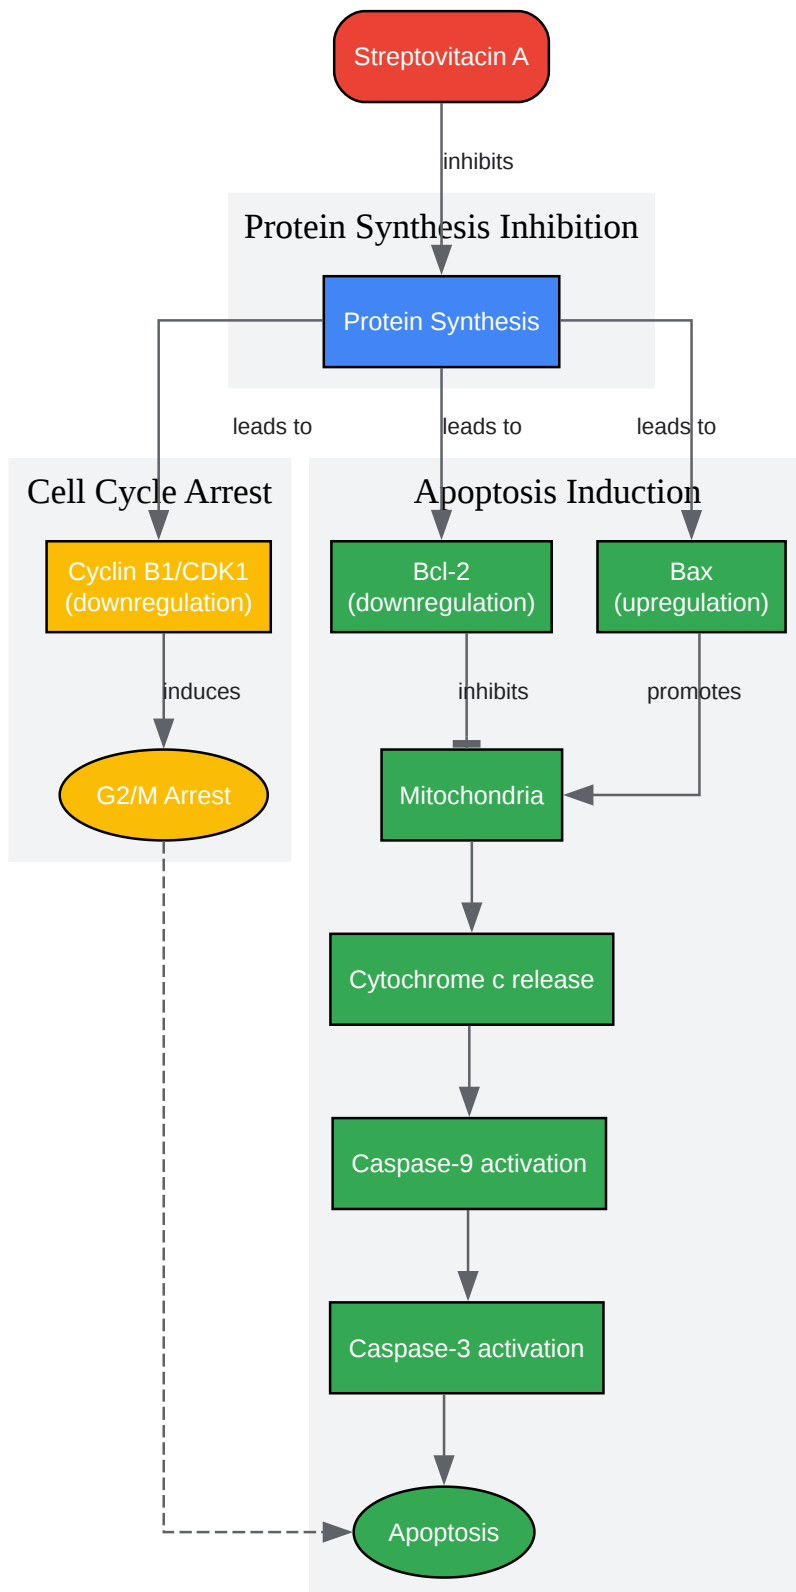 Streptovitacin A
inhibits
Protein Synthesis Inhibition
Protein Synthesis
leads to
leads to
leads to
Cell Cycle Arrest
Apoptosis Induction
Cyclin B1/CDK1
(downregulation)
Bcl-2
(downregulation)
Bax
(upregulation)
induces
inhibits
promotes
G2/M Arrest
Mitochondria
Cytochrome c release
Caspase-9 activation
Caspase-3 activation
Apoptosis